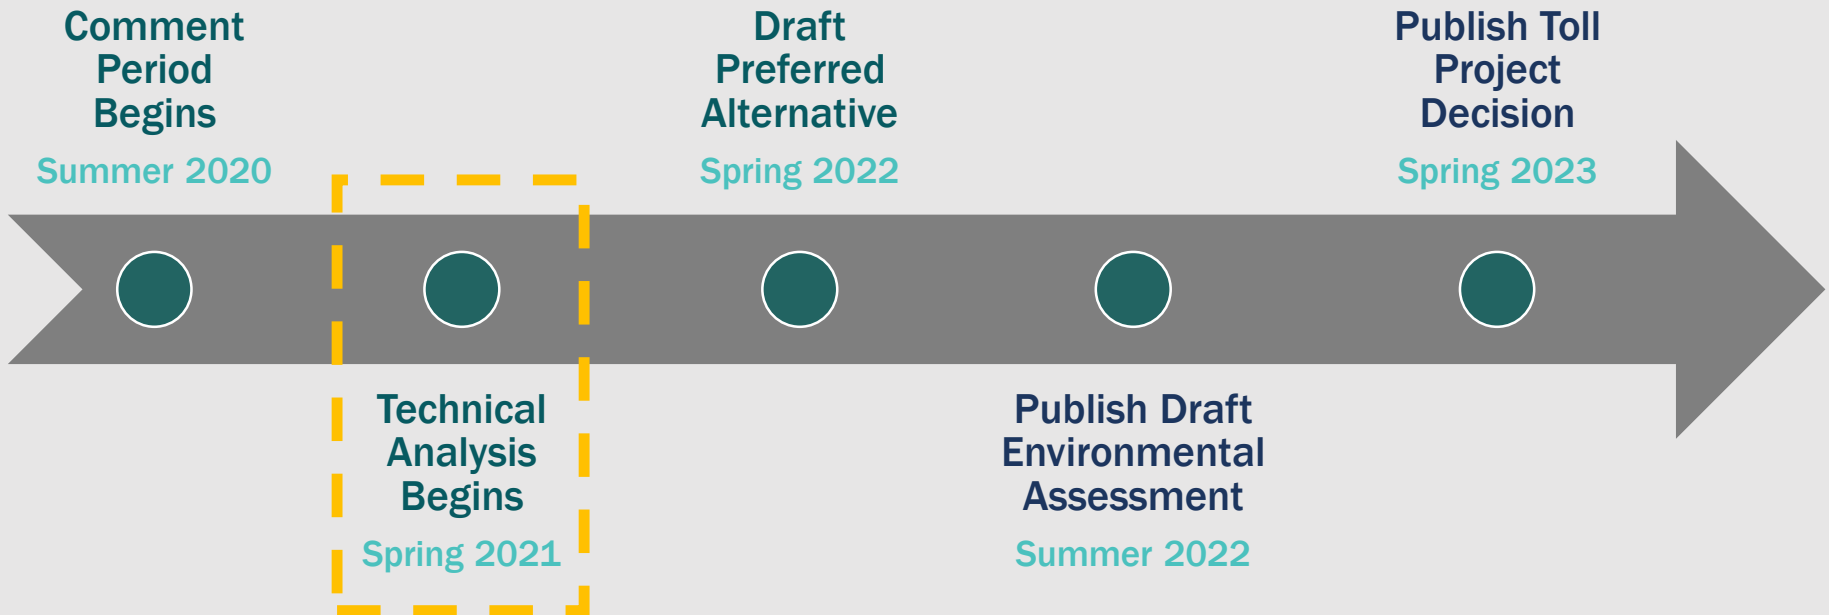 Comment
Period
Begins
Summer 2020
Technical
Analysis
Begins
Spring 2021
Draft
Preferred
Alternative
Spring 2022
Publish Draft
Environmental
Assessment
Summer 2022
Publish Toll
Project
Decision
Spring 2023